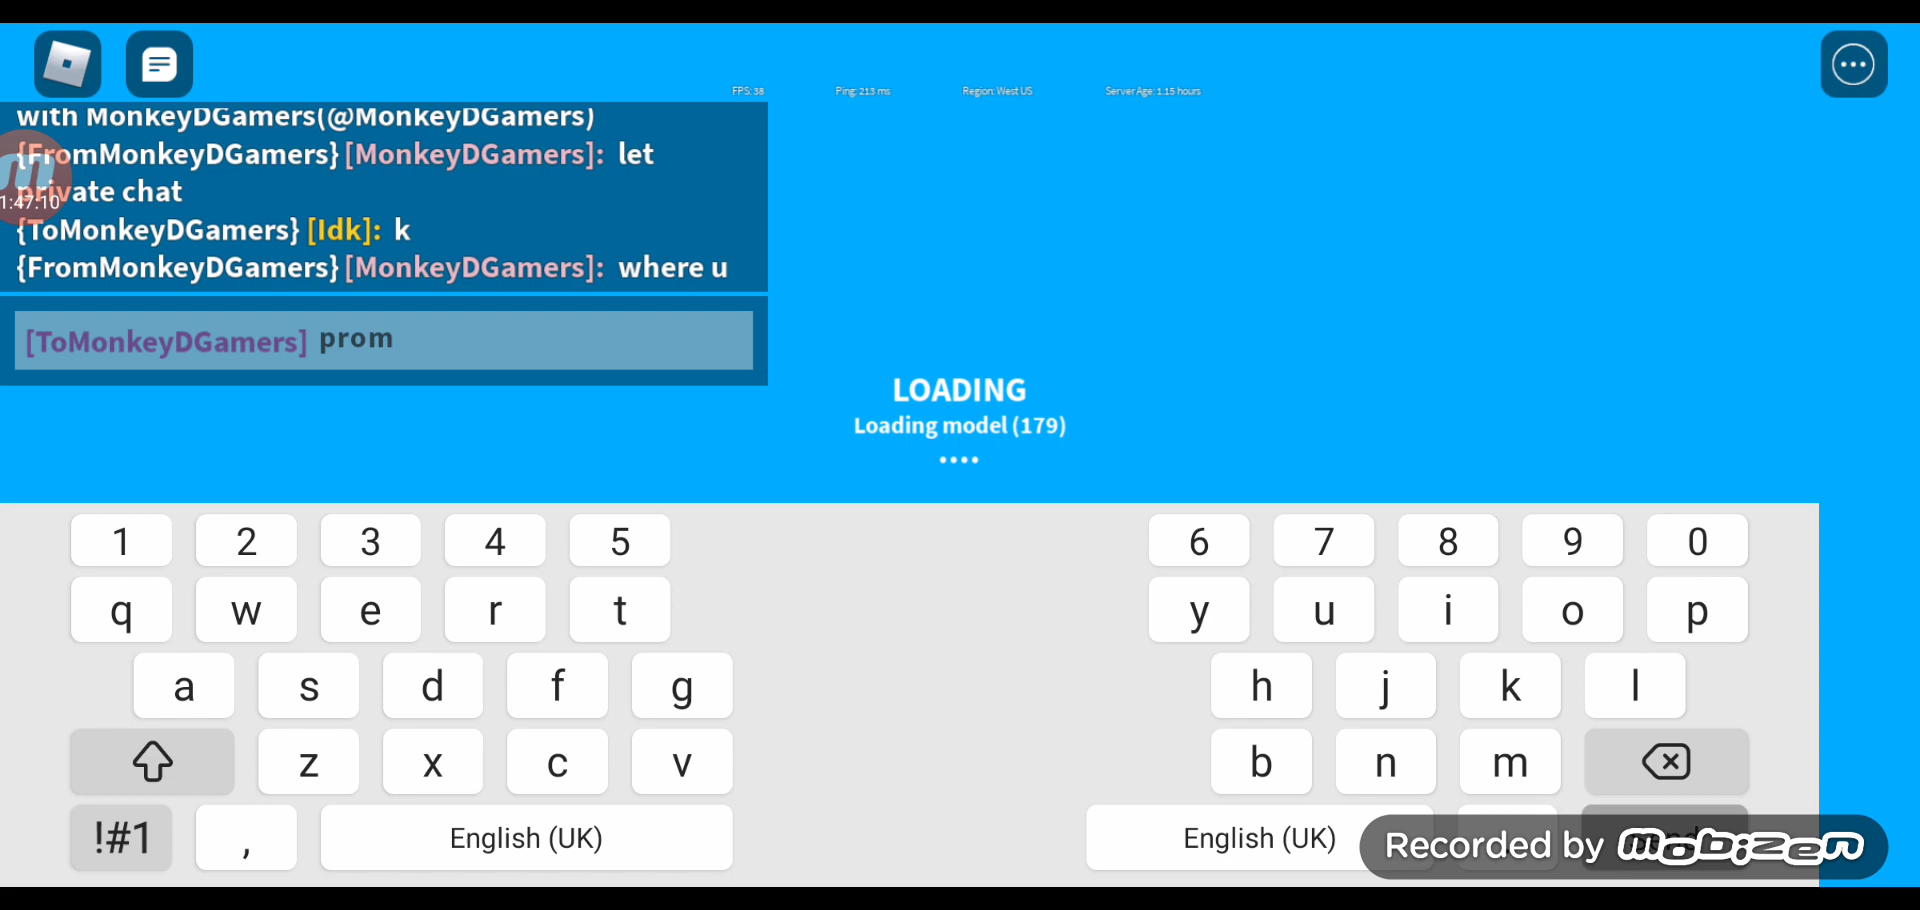 FPS: 38 Ping: 213 ms Region: West US Server Age: 1.15 hours
with MonkeyDGamers(@MonkeyDGamers)
{FromMonkeyDGamers} [MonkeyDGamers]: let
private chat
1:47:10
{ToMonkeyDGamers} [Idk]: k
{FromMonkeyDGamers} [MonkeyDGamers]: where u
[ToMonkeyDGamers] prom
LOADING
Loading model (179)
1 2 3 4 5 6 7 8 9 0
q w e r t y u i o p
a s d f g h j k l
z x c v b n m
!#1 , English (UK) English (UK)
Recorded by mobizen